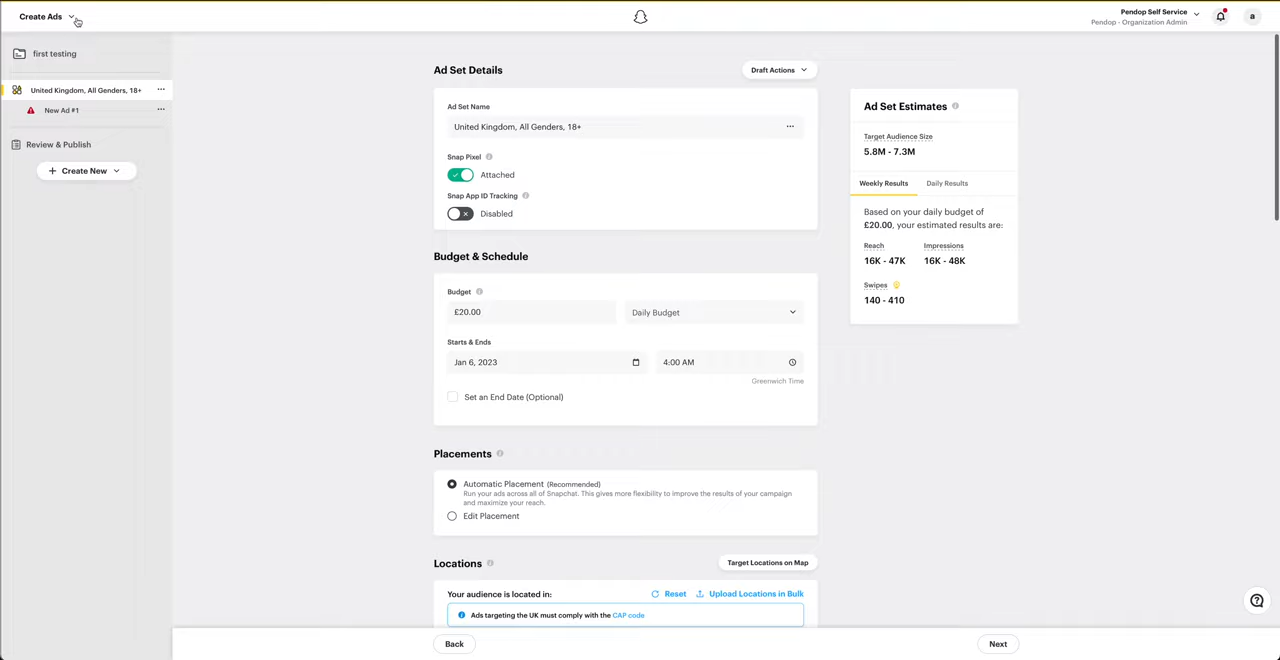 Create Ads
Pendop Self Service
Pendop - Organization Admin
a
first testing
United Kingdom, All Genders, 18+
New Ad #1
Review & Publish
Create New
Ad Set Details
Draft Actions
Ad Set Name
United Kingdom, All Genders, 18+
Snap Pixel
Attached
Snap App ID Tracking
Disabled
Budget & Schedule
Budget
£20.00
Daily Budget
Starts & Ends
Jan 6, 2023
4:00 AM
Greenwich Time
Set an End Date (Optional)
Placements
Automatic Placement (Recommended)
Run your ads across all of Snapchat. This gives more flexibility to improve the results of your campaign
and maximize your reach.
Edit Placement
Locations
Target Locations on Map
Your audience is located in:
Reset
Upload Locations in Bulk
Ads targeting the UK must comply with the CAP code
Back
Next
Ad Set Estimates
Target Audience Size
5.8M - 7.3M
Weekly Results
Daily Results
Based on your daily budget of
£20.00, your estimated results are:
Reach
Impressions
16K - 47K
16K - 48K
Swipes
140 - 410